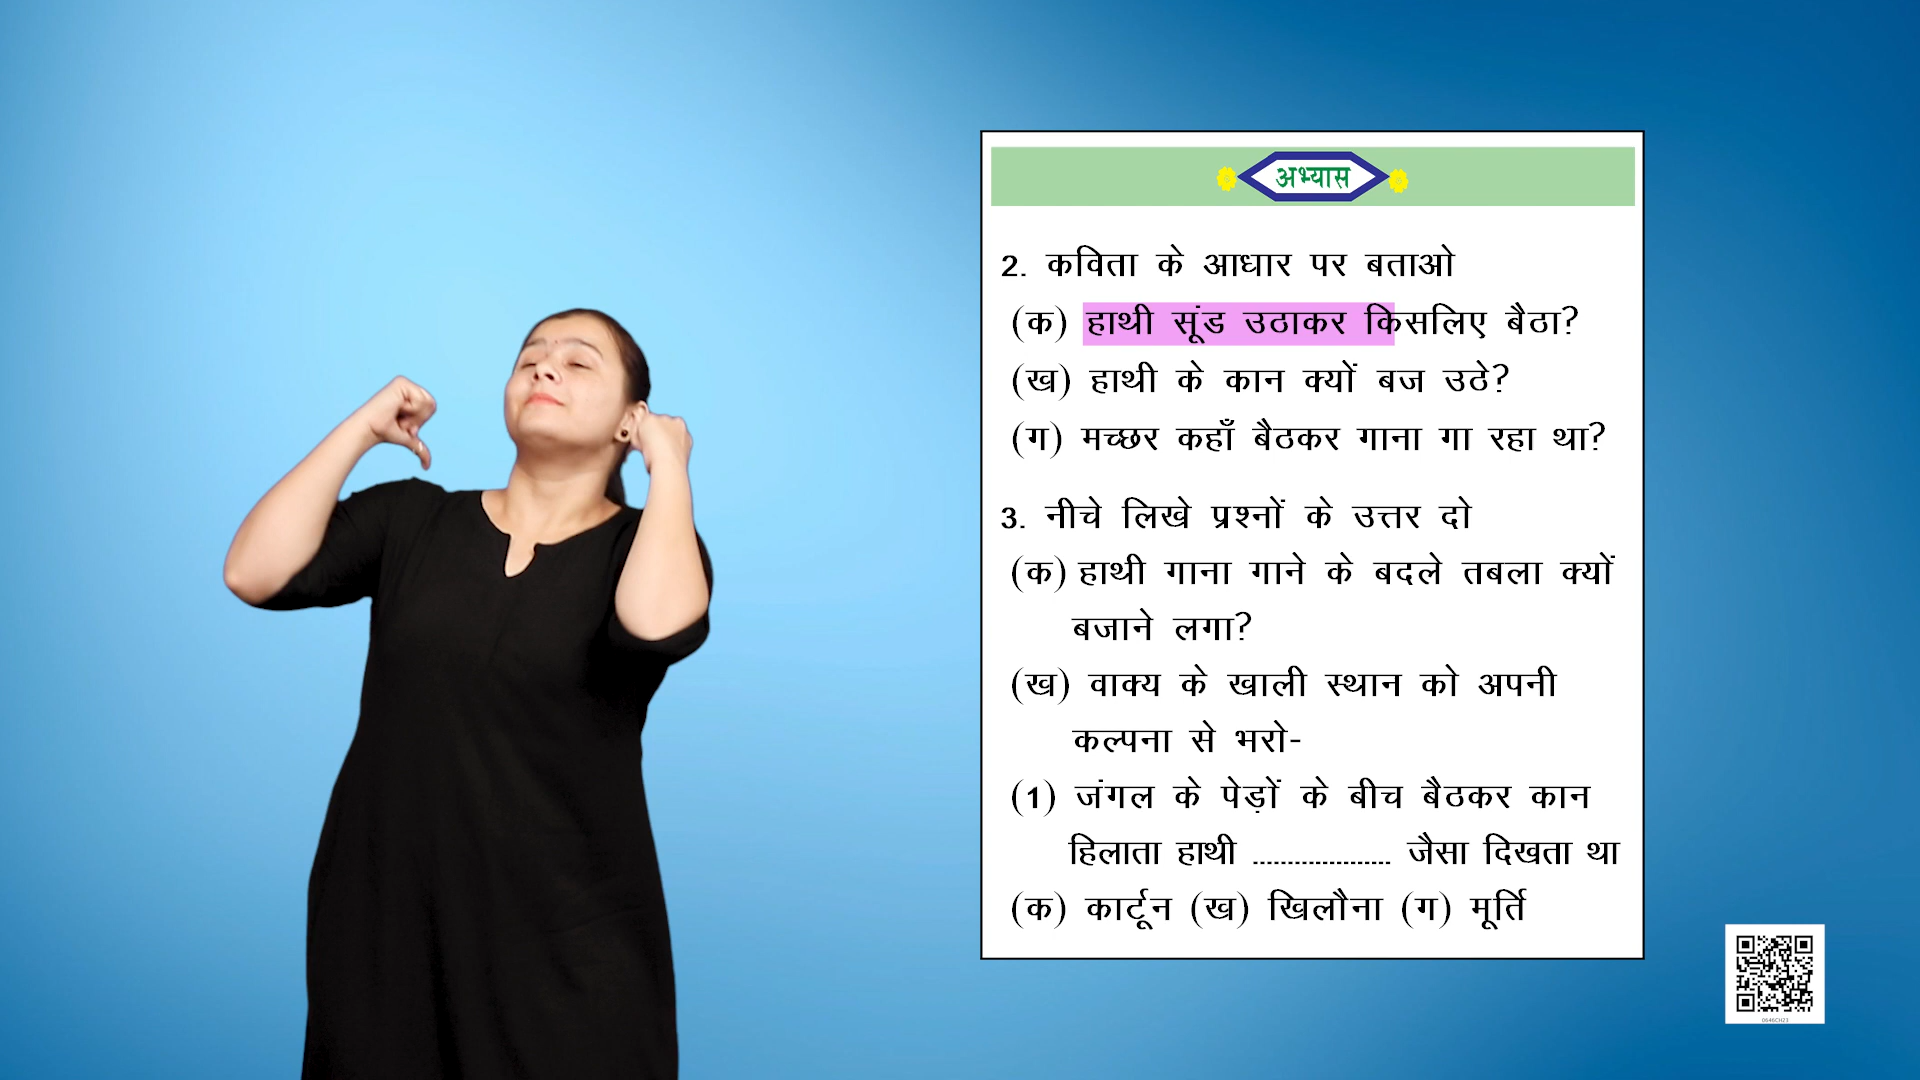 अभ्यास
2. कविता के आधार पर बताओ
(क) हाथी सूंड उठाकर किसलिए बैठा?
(ख) हाथी के कान क्यों बज उठे?
(ग) मच्छर कहाँ बैठकर गाना गा रहा था?
3. नीचे लिखे प्रश्नों के उत्तर दो
(क) हाथी गाना गाने के बदले तबला क्यों
बजाने लगा?
(ख) वाक्य के खाली स्थान को अपनी
कल्पना से भरो-
(1) जंगल के पेड़ों के बीच बैठकर कान
हिलाता हाथी .................... जैसा दिखता था
(क) कार्टून (ख) खिलौना (ग) मूर्ति
0646CH23